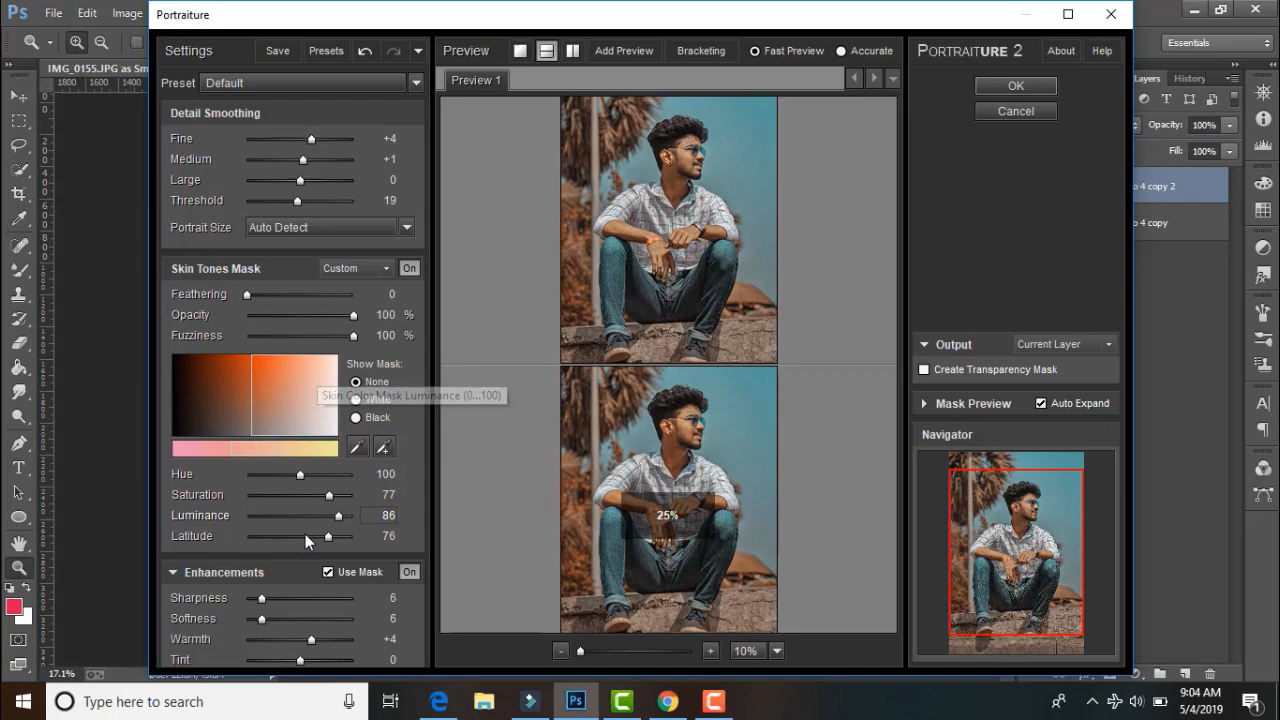 Ps File Edit Image
Portraiture
Essentials
IMG_0155.JPG as Sm
Settings Save Presets
Preview Add Preview Bracketing Fast Preview Accurate
PORTRAITURE 2 About Help
Preset Default
Preview 1
OK
Cancel
Detail Smoothing
Fine +4
Medium +1
Large 0
Threshold 19
Portrait Size Auto Detect
Skin Tones Mask Custom On
Feathering 0
Opacity 100 %
Fuzziness 100 %
Show Mask:
None
Skin Color Mask Luminance (0...100)
Black
Hue 100
Saturation 77
Luminance 86
Latitude 76
Enhancements Use Mask On
Sharpness 6
Softness 6
Warmth +4
Tint 0
25%
- + 10%
Output Current Layer
Create Transparency Mask
Mask Preview Auto Expand
Navigator
Layers History
Opacity: 100%
Fill: 100%
o 4 copy 2
o 4 copy
1800 1600 1400
17.1%
Type here to search
9:04 AM
5/4/2019